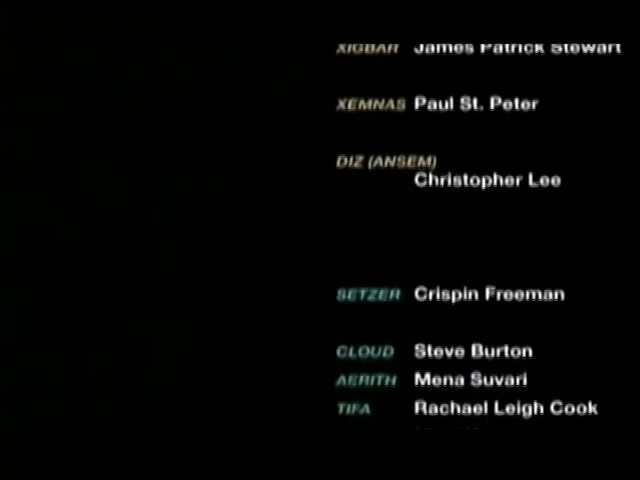 XIGBAR James Patrick Stewart
XEMNAS Paul St. Peter
DIZ (ANSEM)
Christopher Lee
SETZER Crispin Freeman
CLOUD Steve Burton
AERITH Mena Suvari
TIFA Rachael Leigh Cook